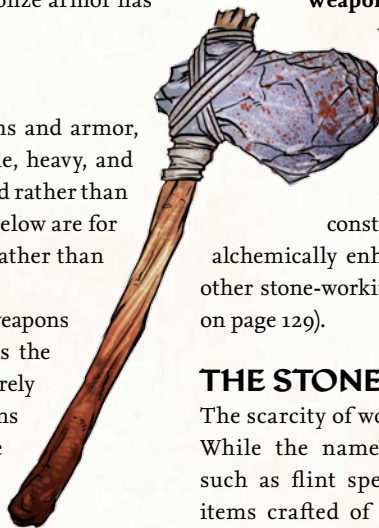 armor has
ns and armor,
e, heavy, and
d rather than
elow are for
ather than
eapons
s the
rely
ns
e
weapon
const
alchemically enh
other stone-workin
on page 129).
THE STONE
The scarcity of wo
While the name
such as flint spe
items crafted of